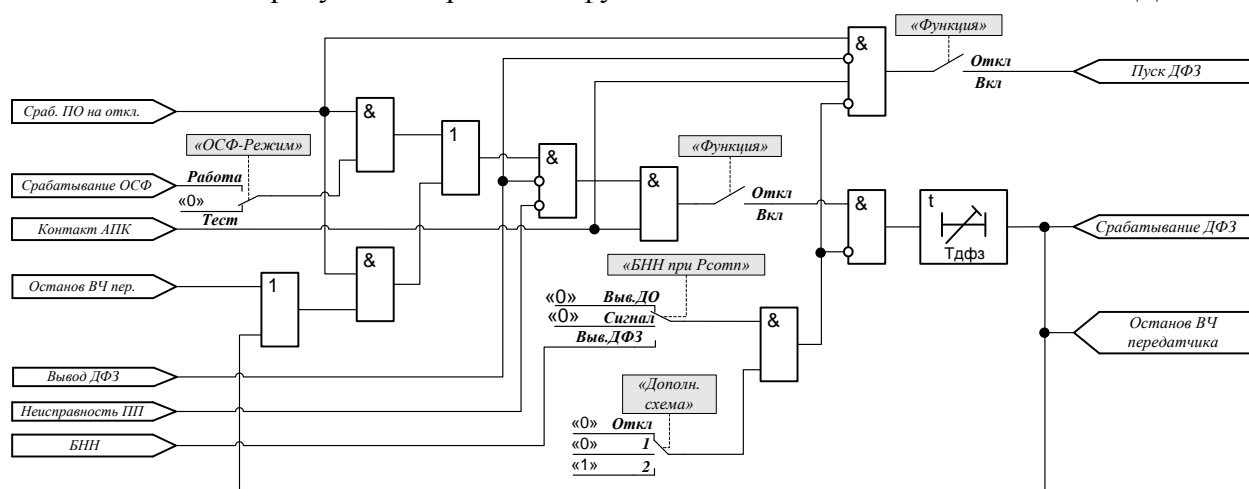 «Функция»
&
Откл
Вкл
Пуск ДФЗ
Сраб. ПО на откл.
&
«ОСФ-Режим»
1
&
«Функция»
Срабатывание ОСФ
Работа
«0»
Тест
&
Откл
Вкл
&
t
Тдфз
Контакт АПК
Срабатывание ДФЗ
&
«БНН при Рсотп»
Останов ВЧ пер.
1
«0» Выв.ДО
«0» Сигнал
Выв.ДФЗ
&
Останов ВЧ
передатчика
Вывод ДФЗ
«Дополн.
схема»
Неисправность ПП
«0» Откл
«0» 1
«1» 2
БНН